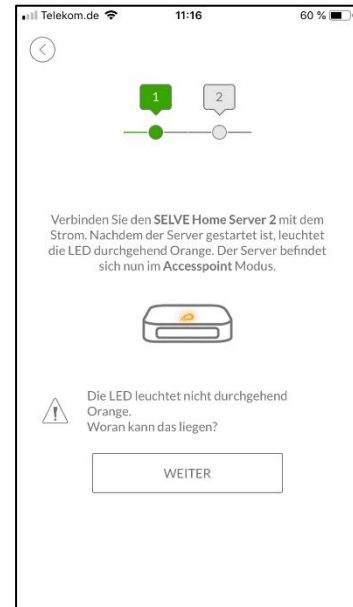 Telekom.de 11:16 60 %
1 2
Verbinden Sie den SELVE Home Server 2 mit dem
Strom. Nachdem der Server gestartet ist, leuchtet
die LED durchgehend Orange. Der Server befindet
sich nun im Accesspoint Modus.
Die LED leuchtet nicht durchgehend
Orange.
Woran kann das liegen?
WEITER